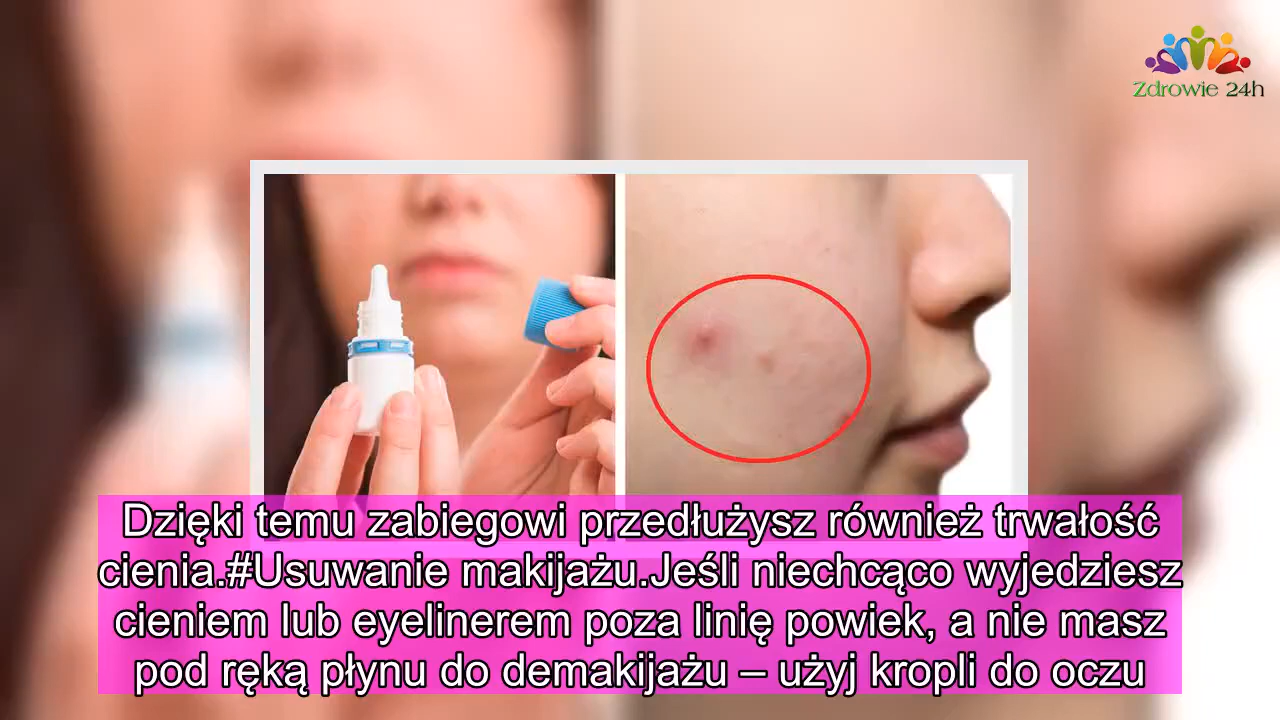 Zdrowie 24h
Dzięki temu zabiegowi przedłużysz również trwałość
cienia.#Usuwanie makijażu.Jeśli niechcąco wyjedziesz
cieniem lub eyelinerem poza linię powiek, a nie masz
pod ręką płynu do demakijażu – użyj kropli do oczu